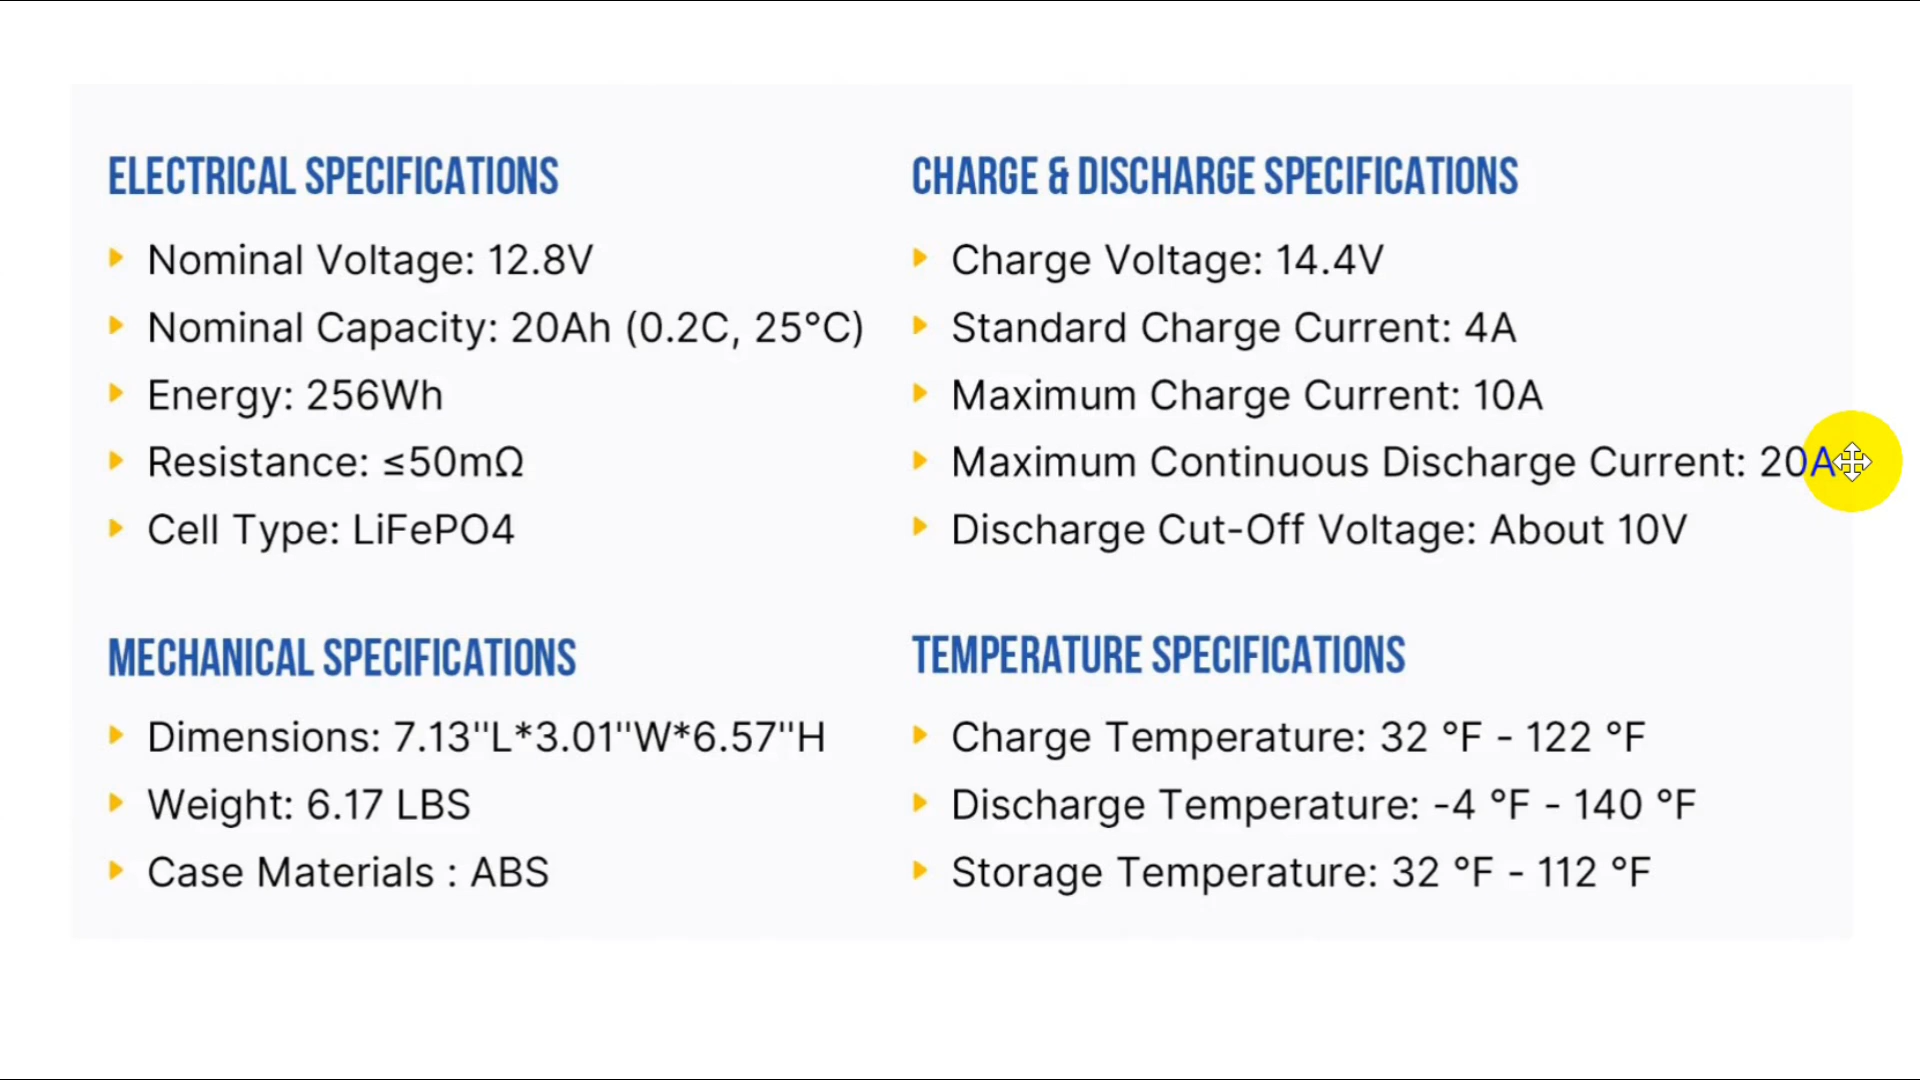 ELECTRICAL SPECIFICATIONS
Nominal Voltage: 12.8V
Nominal Capacity: 20Ah (0.2C, 25°C)
Energy: 256Wh
Resistance: ≤50mΩ
Cell Type: LiFePO4
CHARGE & DISCHARGE SPECIFICATIONS
Charge Voltage: 14.4V
Standard Charge Current: 4A
Maximum Charge Current: 10A
Maximum Continuous Discharge Current: 20A
Discharge Cut-Off Voltage: About 10V
MECHANICAL SPECIFICATIONS
Dimensions: 7.13"L*3.01"W*6.57"H
Weight: 6.17 LBS
Case Materials : ABS
TEMPERATURE SPECIFICATIONS
Charge Temperature: 32 °F - 122 °F
Discharge Temperature: -4 °F - 140 °F
Storage Temperature: 32 °F - 112 °F